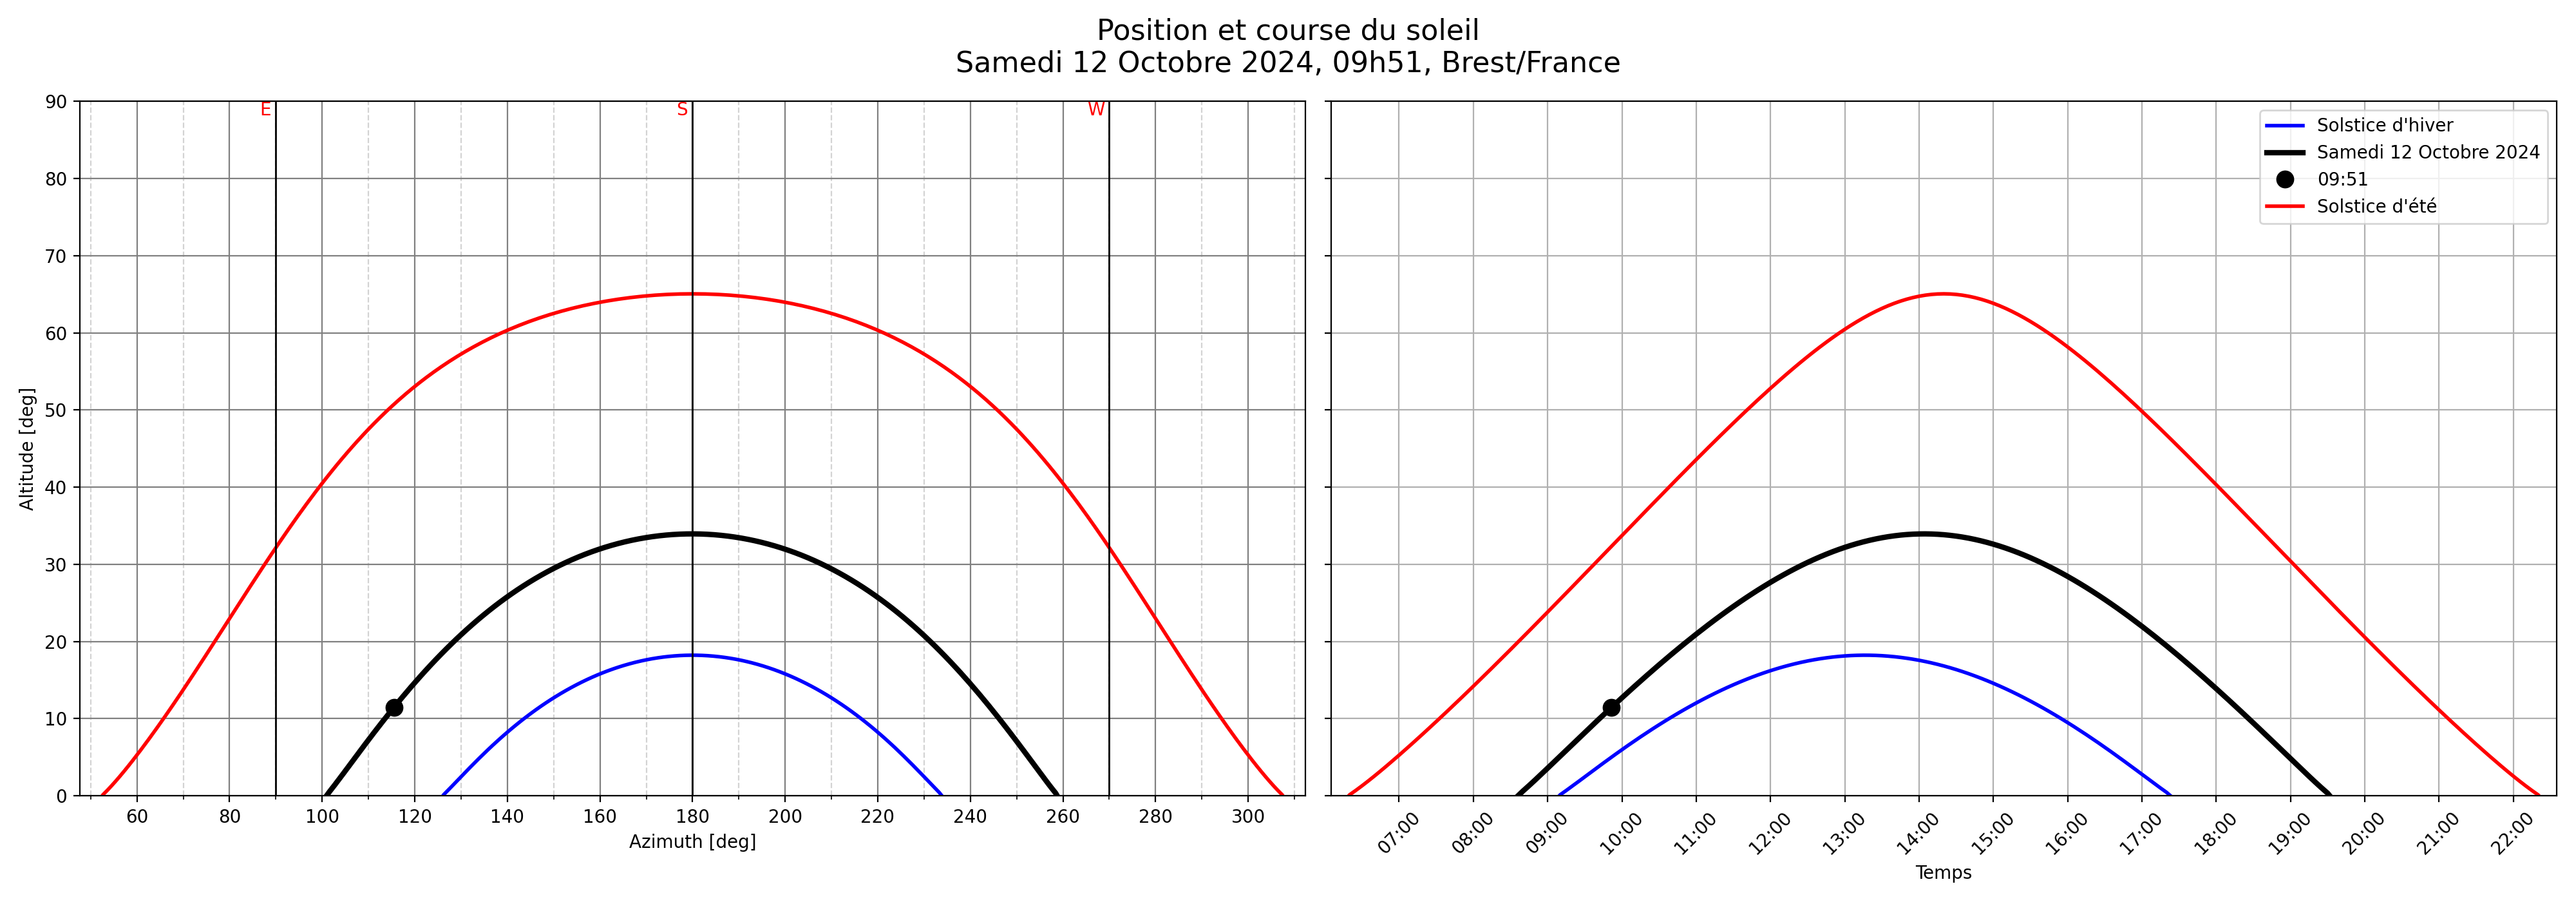 Position et course du soleil
Samedi 12 Octobre 2024, 09h51, Brest/France
E
S
W
90
80
70
60
50
40
30
20
10
0
Altitude [deg]
60 80 100 120 140 160 180 200 220 240 260 280 300
Azimuth [deg]
Solstice d'hiver
Samedi 12 Octobre 2024
09:51
Solstice d'été
07:00 08:00 09:00 10:00 11:00 12:00 13:00 14:00 15:00 16:00 17:00 18:00 19:00 20:00 21:00 22:00
Temps